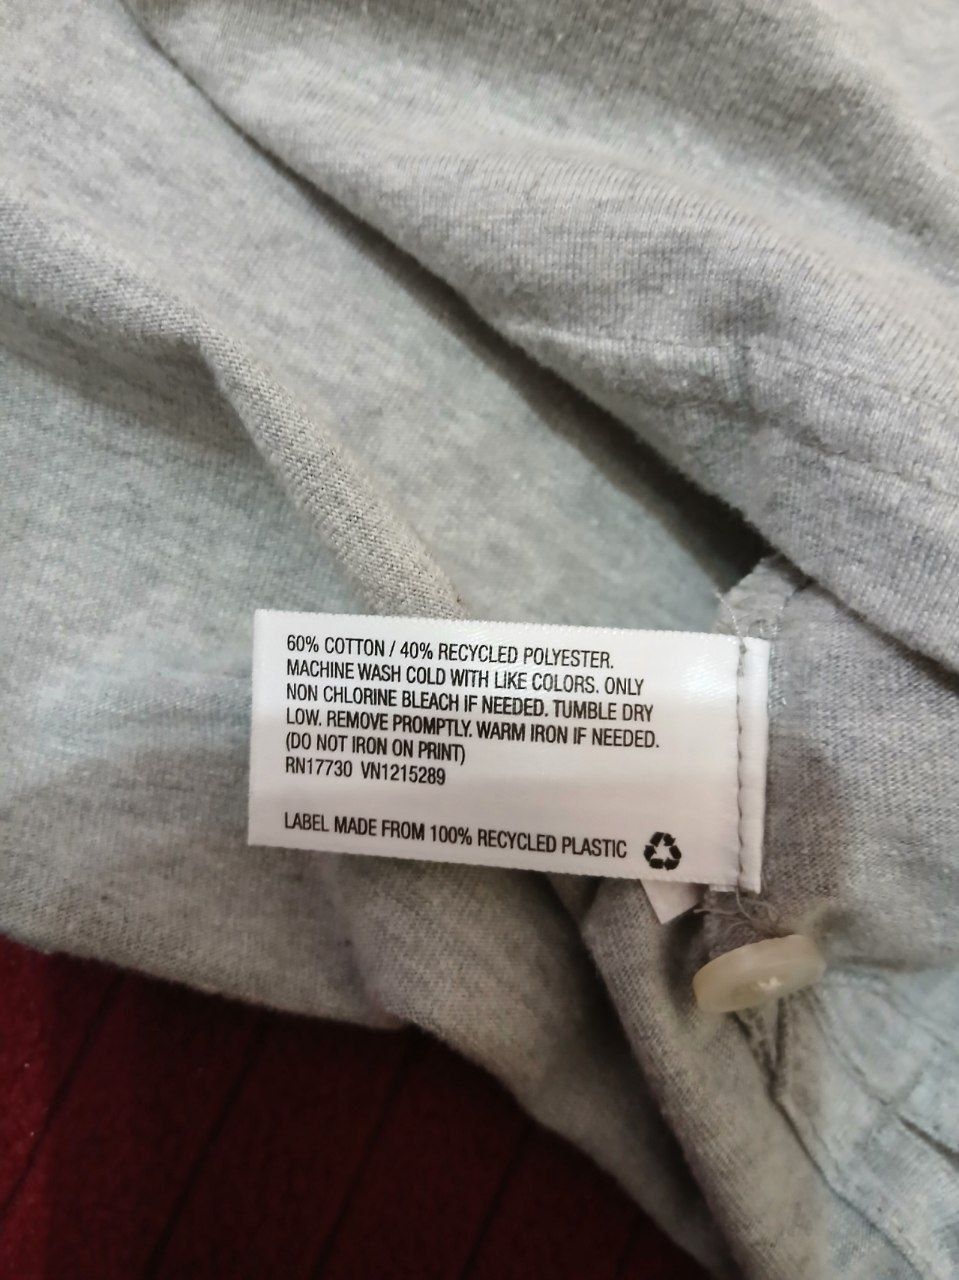 60% COTTON / 40% RECYCLED POLYESTER.
MACHINE WASH COLD WITH LIKE COLORS. ONLY
NON CHLORINE BLEACH IF NEEDED. TUMBLE DRY
LOW. REMOVE PROMPTLY. WARM IRON IF NEEDED.
(DO NOT IRON ON PRINT)
RN17730 VN1215289
LABEL MADE FROM 100% RECYCLED PLASTIC